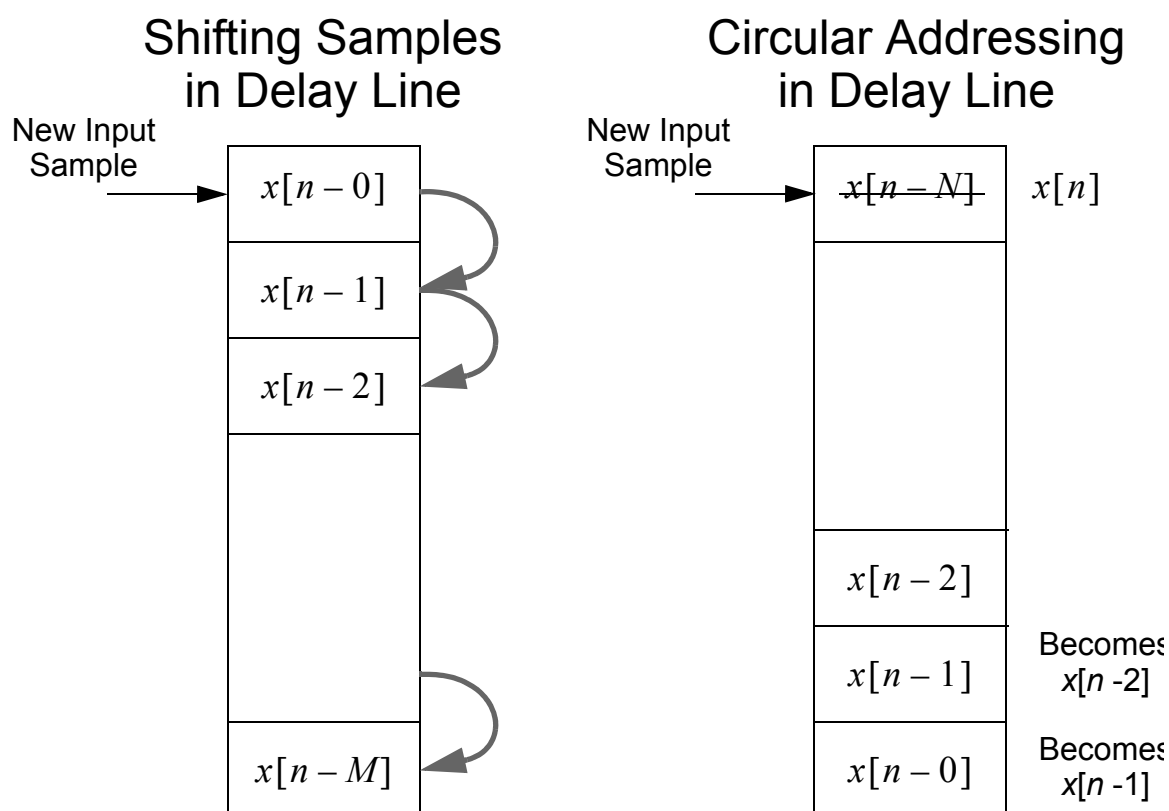 Shifting Samples
in Delay Line
New Input
Sample
x[n – 0]
x[n – 1]
x[n – 2]
x[n – M]
Circular Addressing
in Delay Line
New Input
Sample
x[n – N]
x[n]
x[n – 2]
x[n – 1]
Becomes
x[n -2]
x[n – 0]
Becomes
x[n -1]